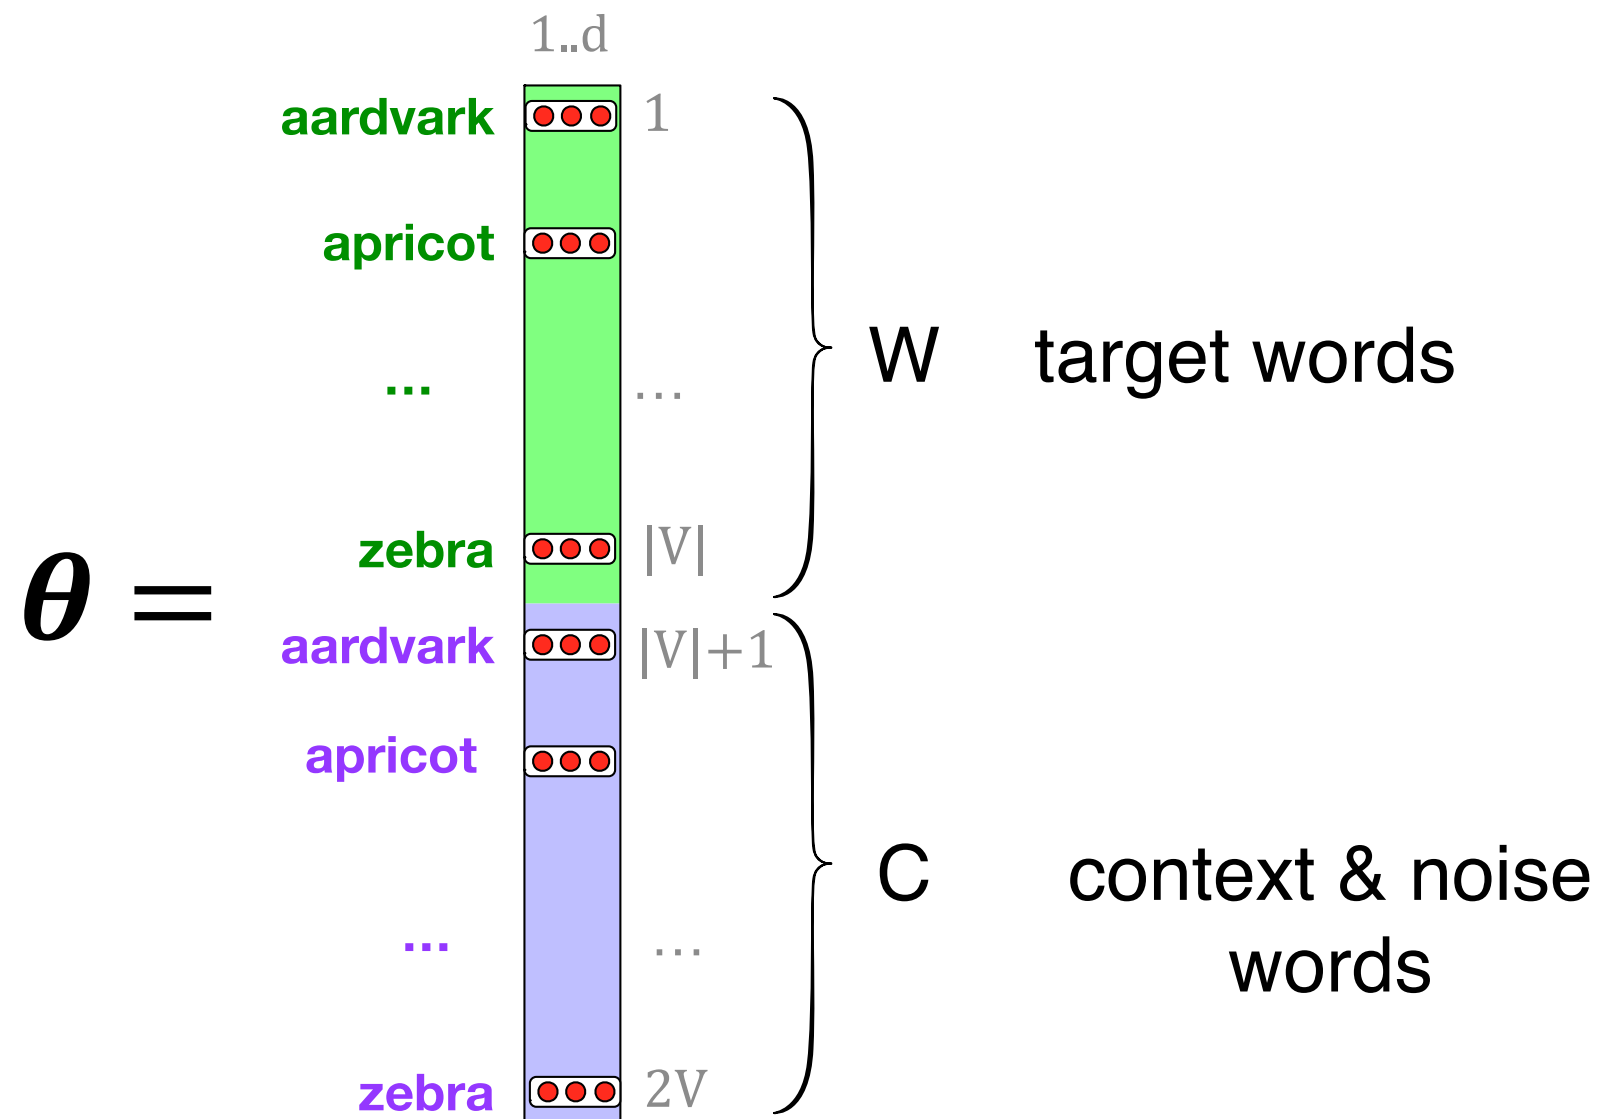 1..d
aardvark 1
apricot
W target words
... ...
zebra |V|
θ =
aardvark |V|+1
apricot
C context & noise
words
... ...
zebra 2V